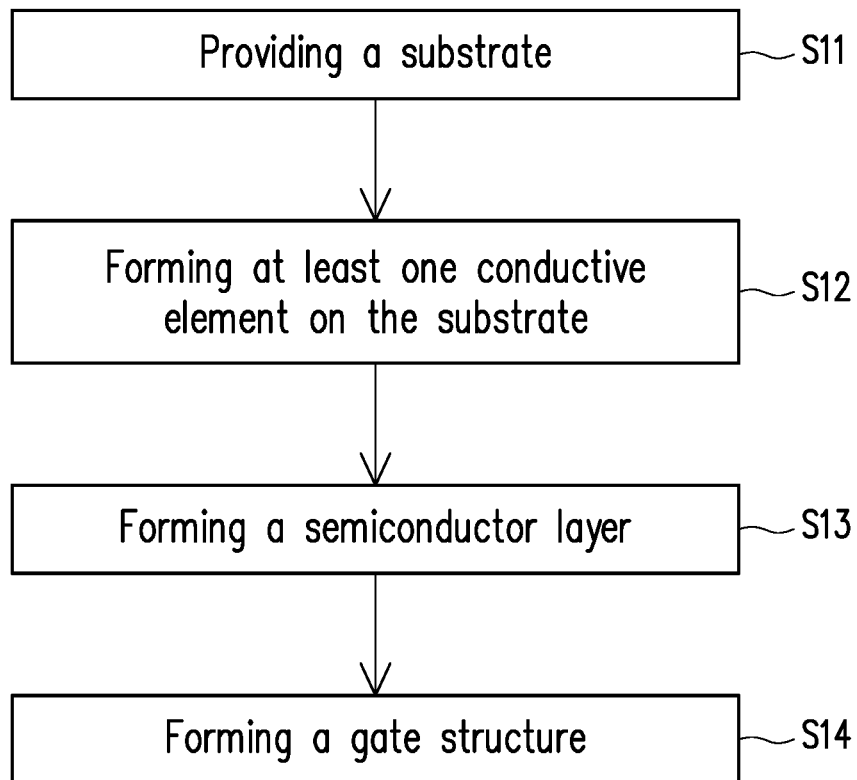 Providing a substrate
S11
Forming at least one conductive
element on the substrate
S12
Forming a semiconductor layer
S13
Forming a gate structure
S14